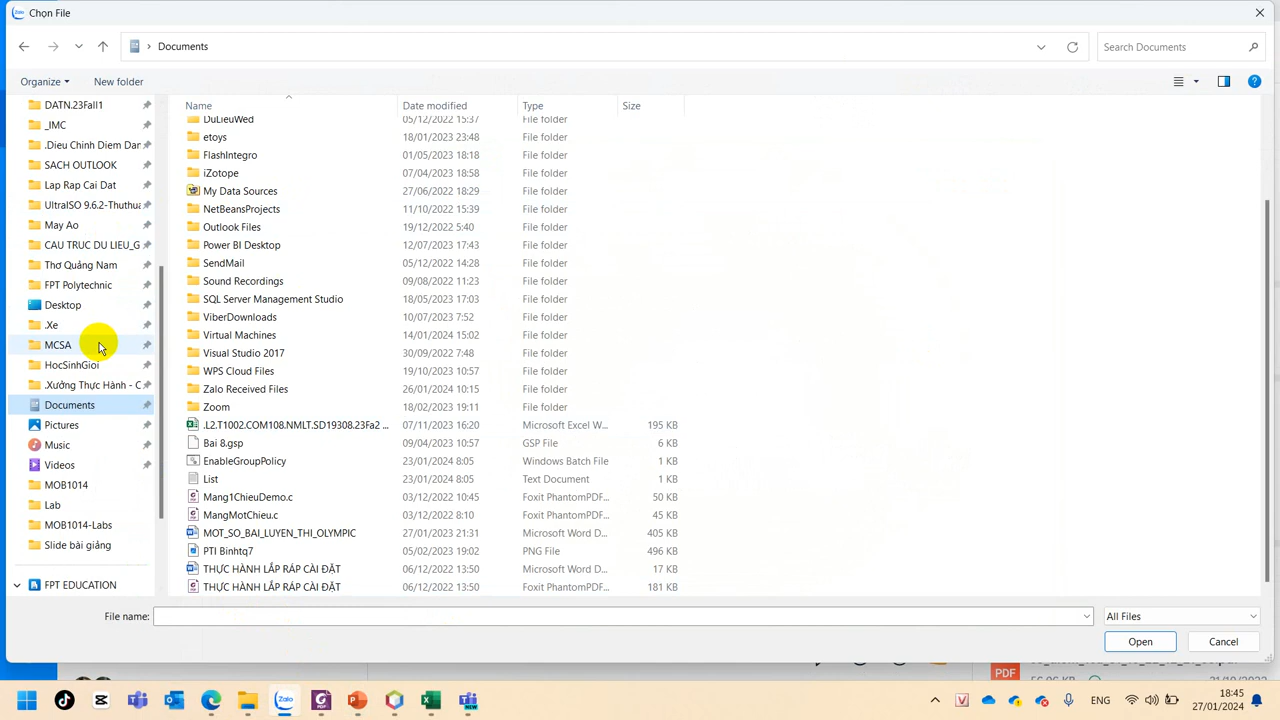 Zalo Chọn File
Documents
Search Documents
Organize New folder
Name Date modified Type Size
DATN.23Fall1
_IMC
.Dieu Chinh Diem Dan
SACH OUTLOOK
Lap Rap Cai Dat
UltraISO 9.6.2-Thuthua
May Ao
CAU TRUC DU LIEU_G
Thơ Quảng Nam
FPT Polytechnic
Desktop
.Xe
MCSA
HocSinhGioi
.Xưởng Thực Hành - C
Documents
Pictures
Music
Videos
MOB1014
Lab
MOB1014-Labs
Slide bài giảng
FPT EDUCATION
DuLieuWed 05/12/2022 15:37 File folder
etoys 18/01/2023 23:48 File folder
FlashIntegro 01/05/2023 18:18 File folder
iZotope 07/04/2023 18:58 File folder
My Data Sources 27/06/2022 18:29 File folder
NetBeansProjects 11/10/2022 15:39 File folder
Outlook Files 19/12/2022 5:40 File folder
Power BI Desktop 12/07/2023 17:43 File folder
SendMail 05/12/2022 14:28 File folder
Sound Recordings 09/08/2022 11:23 File folder
SQL Server Management Studio 18/05/2023 17:03 File folder
ViberDownloads 10/07/2023 7:52 File folder
Virtual Machines 14/01/2024 15:02 File folder
Visual Studio 2017 30/09/2022 7:48 File folder
WPS Cloud Files 19/10/2023 10:57 File folder
Zalo Received Files 26/01/2024 10:15 File folder
Zoom 18/02/2023 19:11 File folder
.L2.T1002.COM108.NMLT.SD19308.23Fa2 ... 07/11/2023 16:20 Microsoft Excel W... 195 KB
Bai 8.gsp 09/04/2023 10:57 GSP File 6 KB
EnableGroupPolicy 23/01/2024 8:05 Windows Batch File 1 KB
List 23/01/2024 8:05 Text Document 1 KB
Mang1ChieuDemo.c 03/12/2022 10:45 Foxit PhantomPDF... 50 KB
MangMotChieu.c 03/12/2022 8:10 Foxit PhantomPDF... 45 KB
MOT_SO_BAI_LUYEN_THI_OLYMPIC 27/01/2023 21:31 Microsoft Word D... 405 KB
PTI Binhtq7 05/02/2023 19:02 PNG File 496 KB
THỰC HÀNH LẮP RÁP CÀI ĐẶT 06/12/2022 13:50 Microsoft Word D... 17 KB
THỰC HÀNH LẮP RÁP CÀI ĐẶT 06/12/2022 13:50 Foxit PhantomPDF... 181 KB
File name: All Files
Open Cancel
PDF
Zalo
NEW
ENG
18:45
27/01/2024